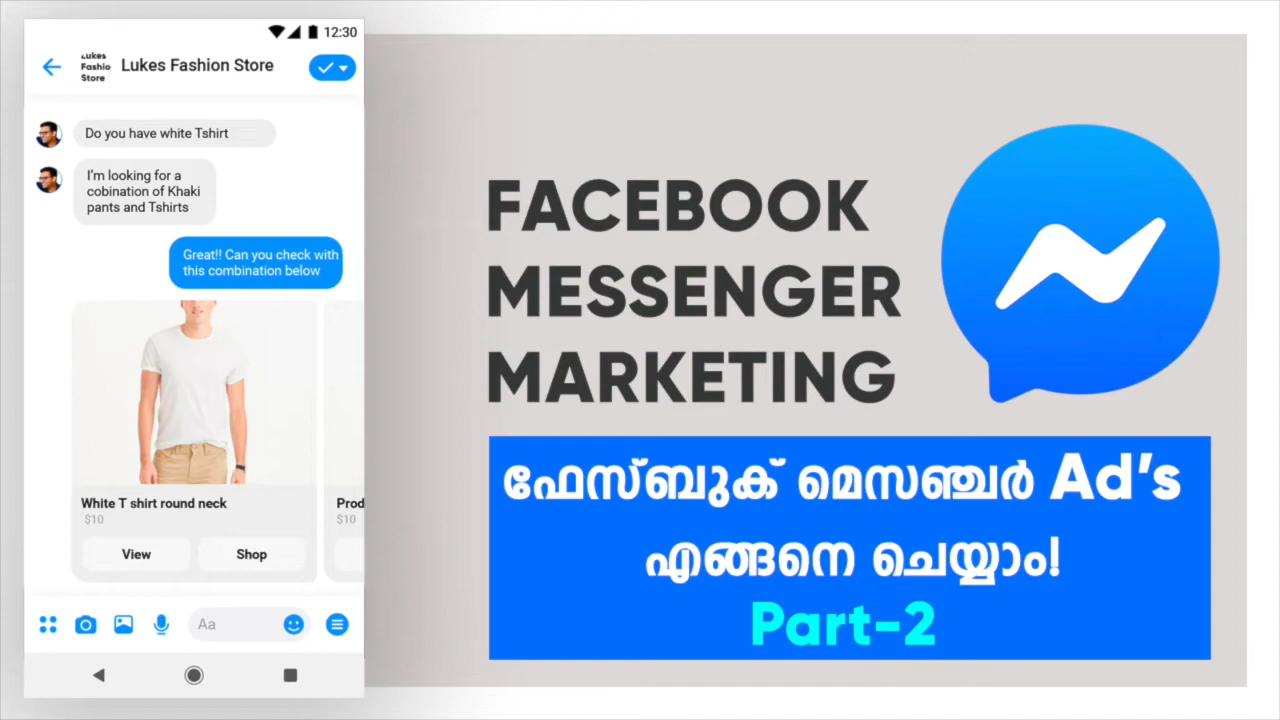 12:30
Lukes
Fashio
Store
Lukes Fashion Store
Do you have white Tshirt
I'm looking for a
cobination of Khaki
pants and Tshirts
Great!! Can you check with
this combination below
White T shirt round neck
$10
View
Shop
Prod
$10
Aa
FACEBOOK
MESSENGER
MARKETING
ഫേസ്ബുക് മെസഞ്ചർ Ad's
എങ്ങനെ ചെയ്യാം!
Part-2